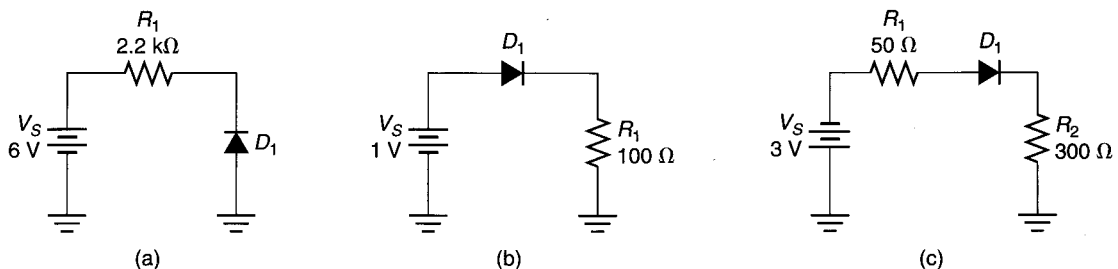 R1
2.2 kΩ
VS
6 V
D1
(a)
D1
VS
1 V
R1
100 Ω
(b)
R1
50 Ω
D1
VS
3 V
R2
300 Ω
(c)